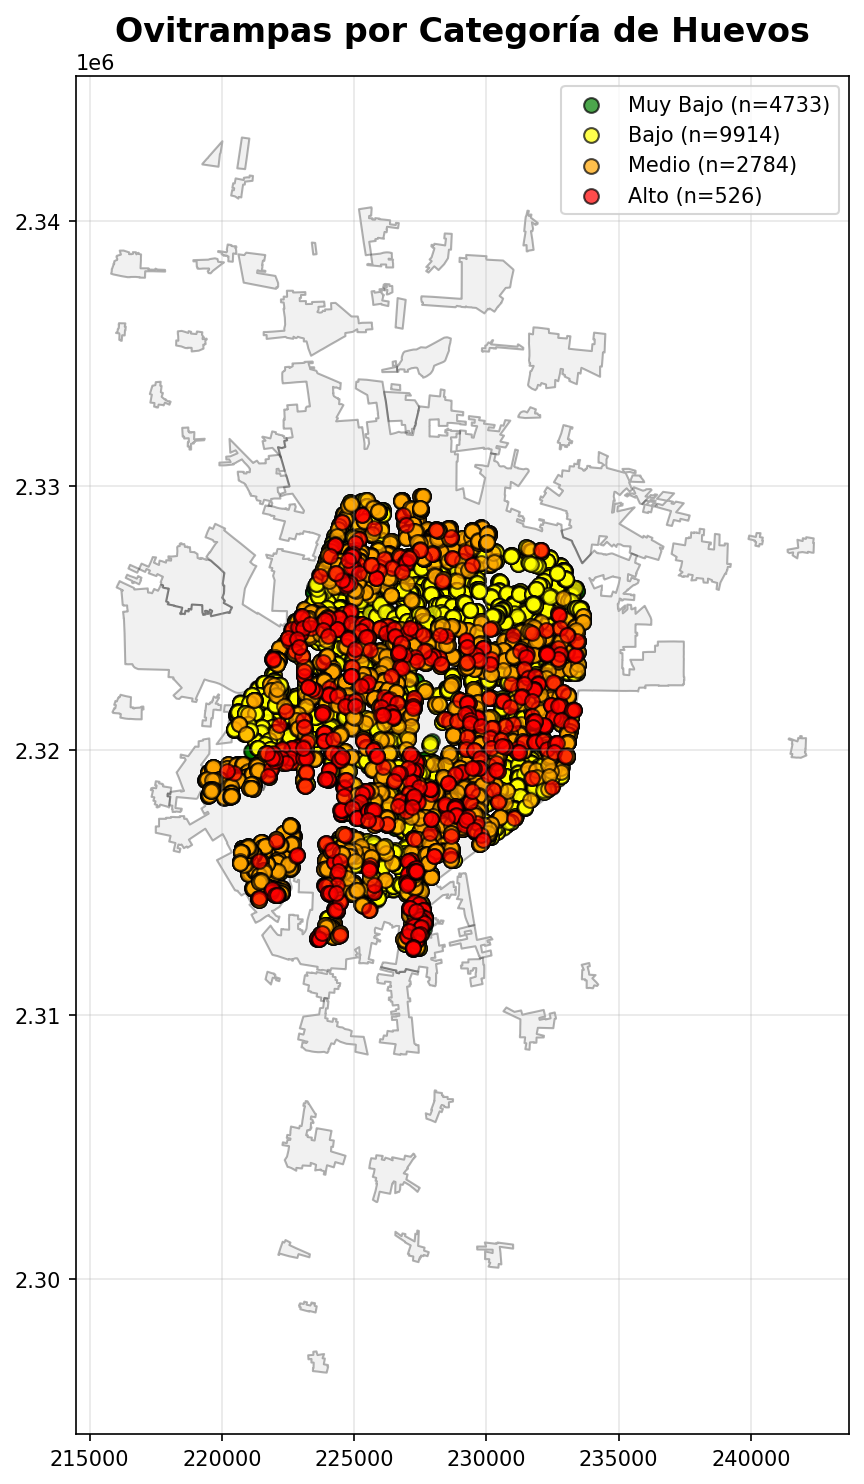 Ovitrampas por Categoría de Huevos
1e6
Muy Bajo (n=4733)
Bajo (n=9914)
Medio (n=2784)
Alto (n=526)
2.34
2.33
2.32
2.31
2.30
215000 220000 225000 230000 235000 240000